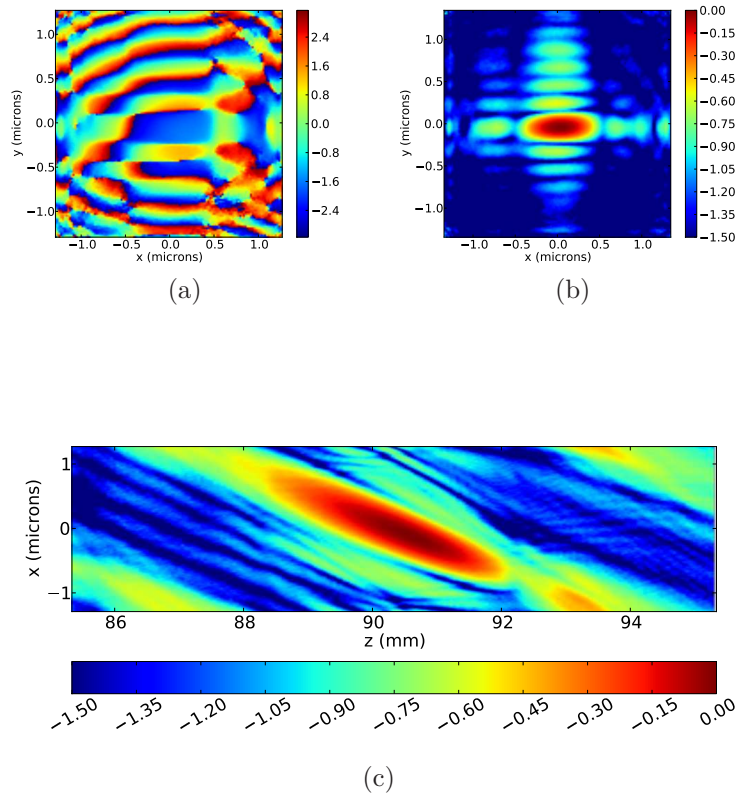 1.0
0.5
0.0
−0.5
−1.0
y (microns)
−1.0 −0.5 0.0 0.5 1.0
x (microns)
2.4
1.6
0.8
0.0
−0.8
−1.6
−2.4
(a)
1.0
0.5
0.0
−0.5
−1.0
y (microns)
−1.0 −0.5 0.0 0.5 1.0
x (microns)
0.00
−0.15
−0.30
−0.45
−0.60
−0.75
−0.90
−1.05
−1.20
−1.35
−1.50
(b)
1
0
−1
x (microns)
86 88 90 92 94
z (mm)
−1.50 −1.35 −1.20 −1.05 −0.90 −0.75 −0.60 −0.45 −0.30 −0.15 0.00
(c)